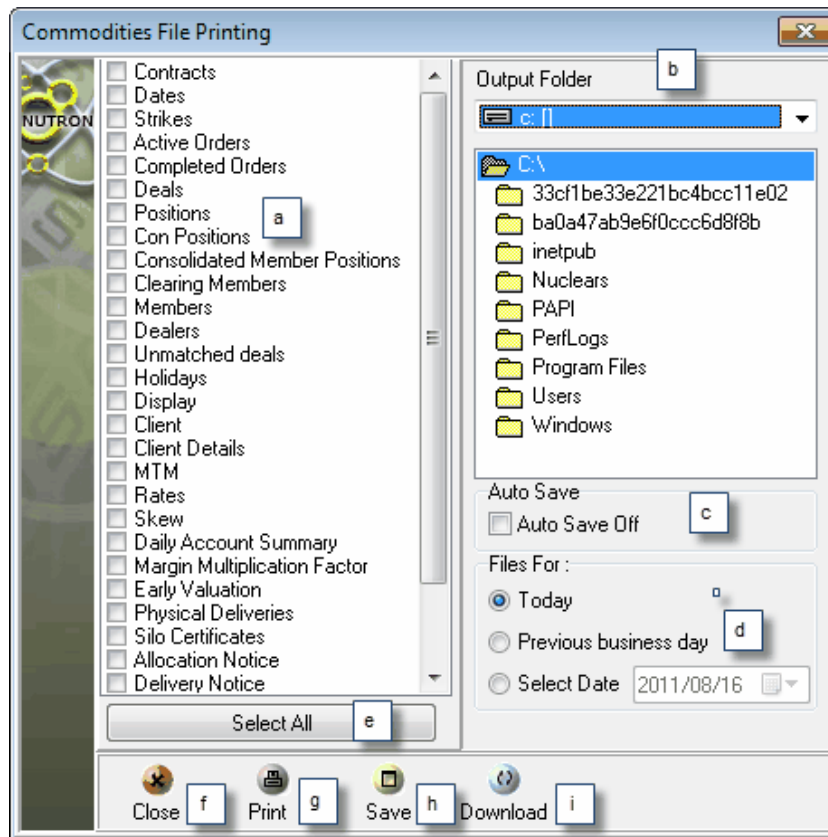 Commodities File Printing
NUTRON
Contracts
Dates
Strikes
Active Orders
Completed Orders
Deals
Positions
a
Con Positions
Consolidated Member Positions
Clearing Members
Members
Dealers
Unmatched deals
Holidays
Display
Client
Client Details
MTM
Rates
Skew
Daily Account Summary
Margin Multiplication Factor
Early Valuation
Physical Deliveries
Silo Certificates
Allocation Notice
Delivery Notice
Select All
e
Output Folder
b
c: []
C:\
33cf1be33e221bc4bcc11e02
ba0a47ab9e6f0ccc6d8f8b
inetpub
Nuclears
PAPI
PerfLogs
Program Files
Users
Windows
Auto Save
Auto Save Off
c
Files For :
Today
Previous business day
d
Select Date 2011/08/16
Close f Print g Save h Download i